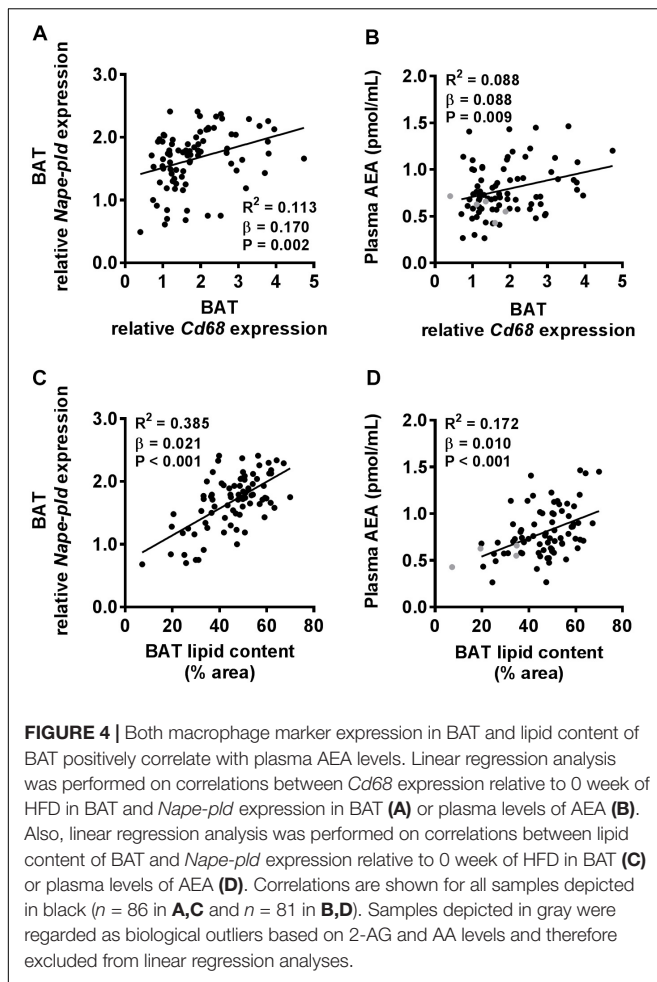 A
BAT
relative Nape-pld expression
3.0
2.0
1.0
0.0
R² = 0.113
β = 0.170
P = 0.002
0 1 2 3 4 5
BAT
relative Cd68 expression
B
Plasma AEA (pmol/mL)
2.0
1.5
1.0
0.5
0.0
R² = 0.088
β = 0.088
P = 0.009
0 1 2 3 4 5
BAT
relative Cd68 expression
C
BAT
relative Nape-pld expression
3.0
2.0
1.0
0.0
R² = 0.385
β = 0.021
P < 0.001
0 20 40 60 80
BAT lipid content
(% area)
D
Plasma AEA (pmol/mL)
2.0
1.5
1.0
0.5
0.0
R² = 0.172
β = 0.010
P < 0.001
0 20 40 60 80
BAT lipid content
(% area)
FIGURE 4 | Both macrophage marker expression in BAT and lipid content of
BAT positively correlate with plasma AEA levels. Linear regression analysis
was performed on correlations between Cd68 expression relative to 0 week of
HFD in BAT and Nape-pld expression in BAT (A) or plasma levels of AEA (B).
Also, linear regression analysis was performed on correlations between lipid
content of BAT and Nape-pld expression relative to 0 week of HFD in BAT (C)
or plasma levels of AEA (D). Correlations are shown for all samples depicted
in black (n = 86 in A,C and n = 81 in B,D). Samples depicted in gray were
regarded as biological outliers based on 2-AG and AA levels and therefore
excluded from linear regression analyses.